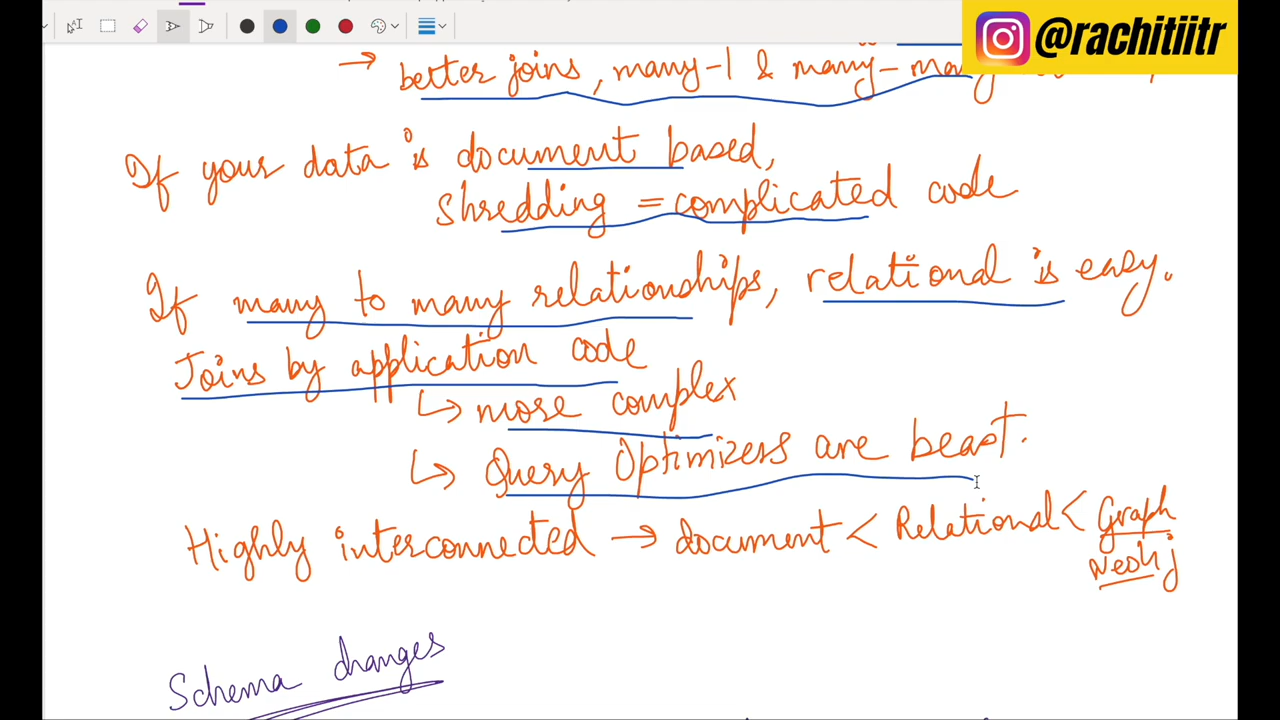 @rachitiitr
→ better joins, many-1 & many-many
If your data is document based,
shredding = complicated code
If many to many relationships, relational is easy.
Joins by application code
↳ more complex
↳ Query Optimizers are beast.
Highly interconnected → document < Relational < Graph
Neo4j
Schema changes